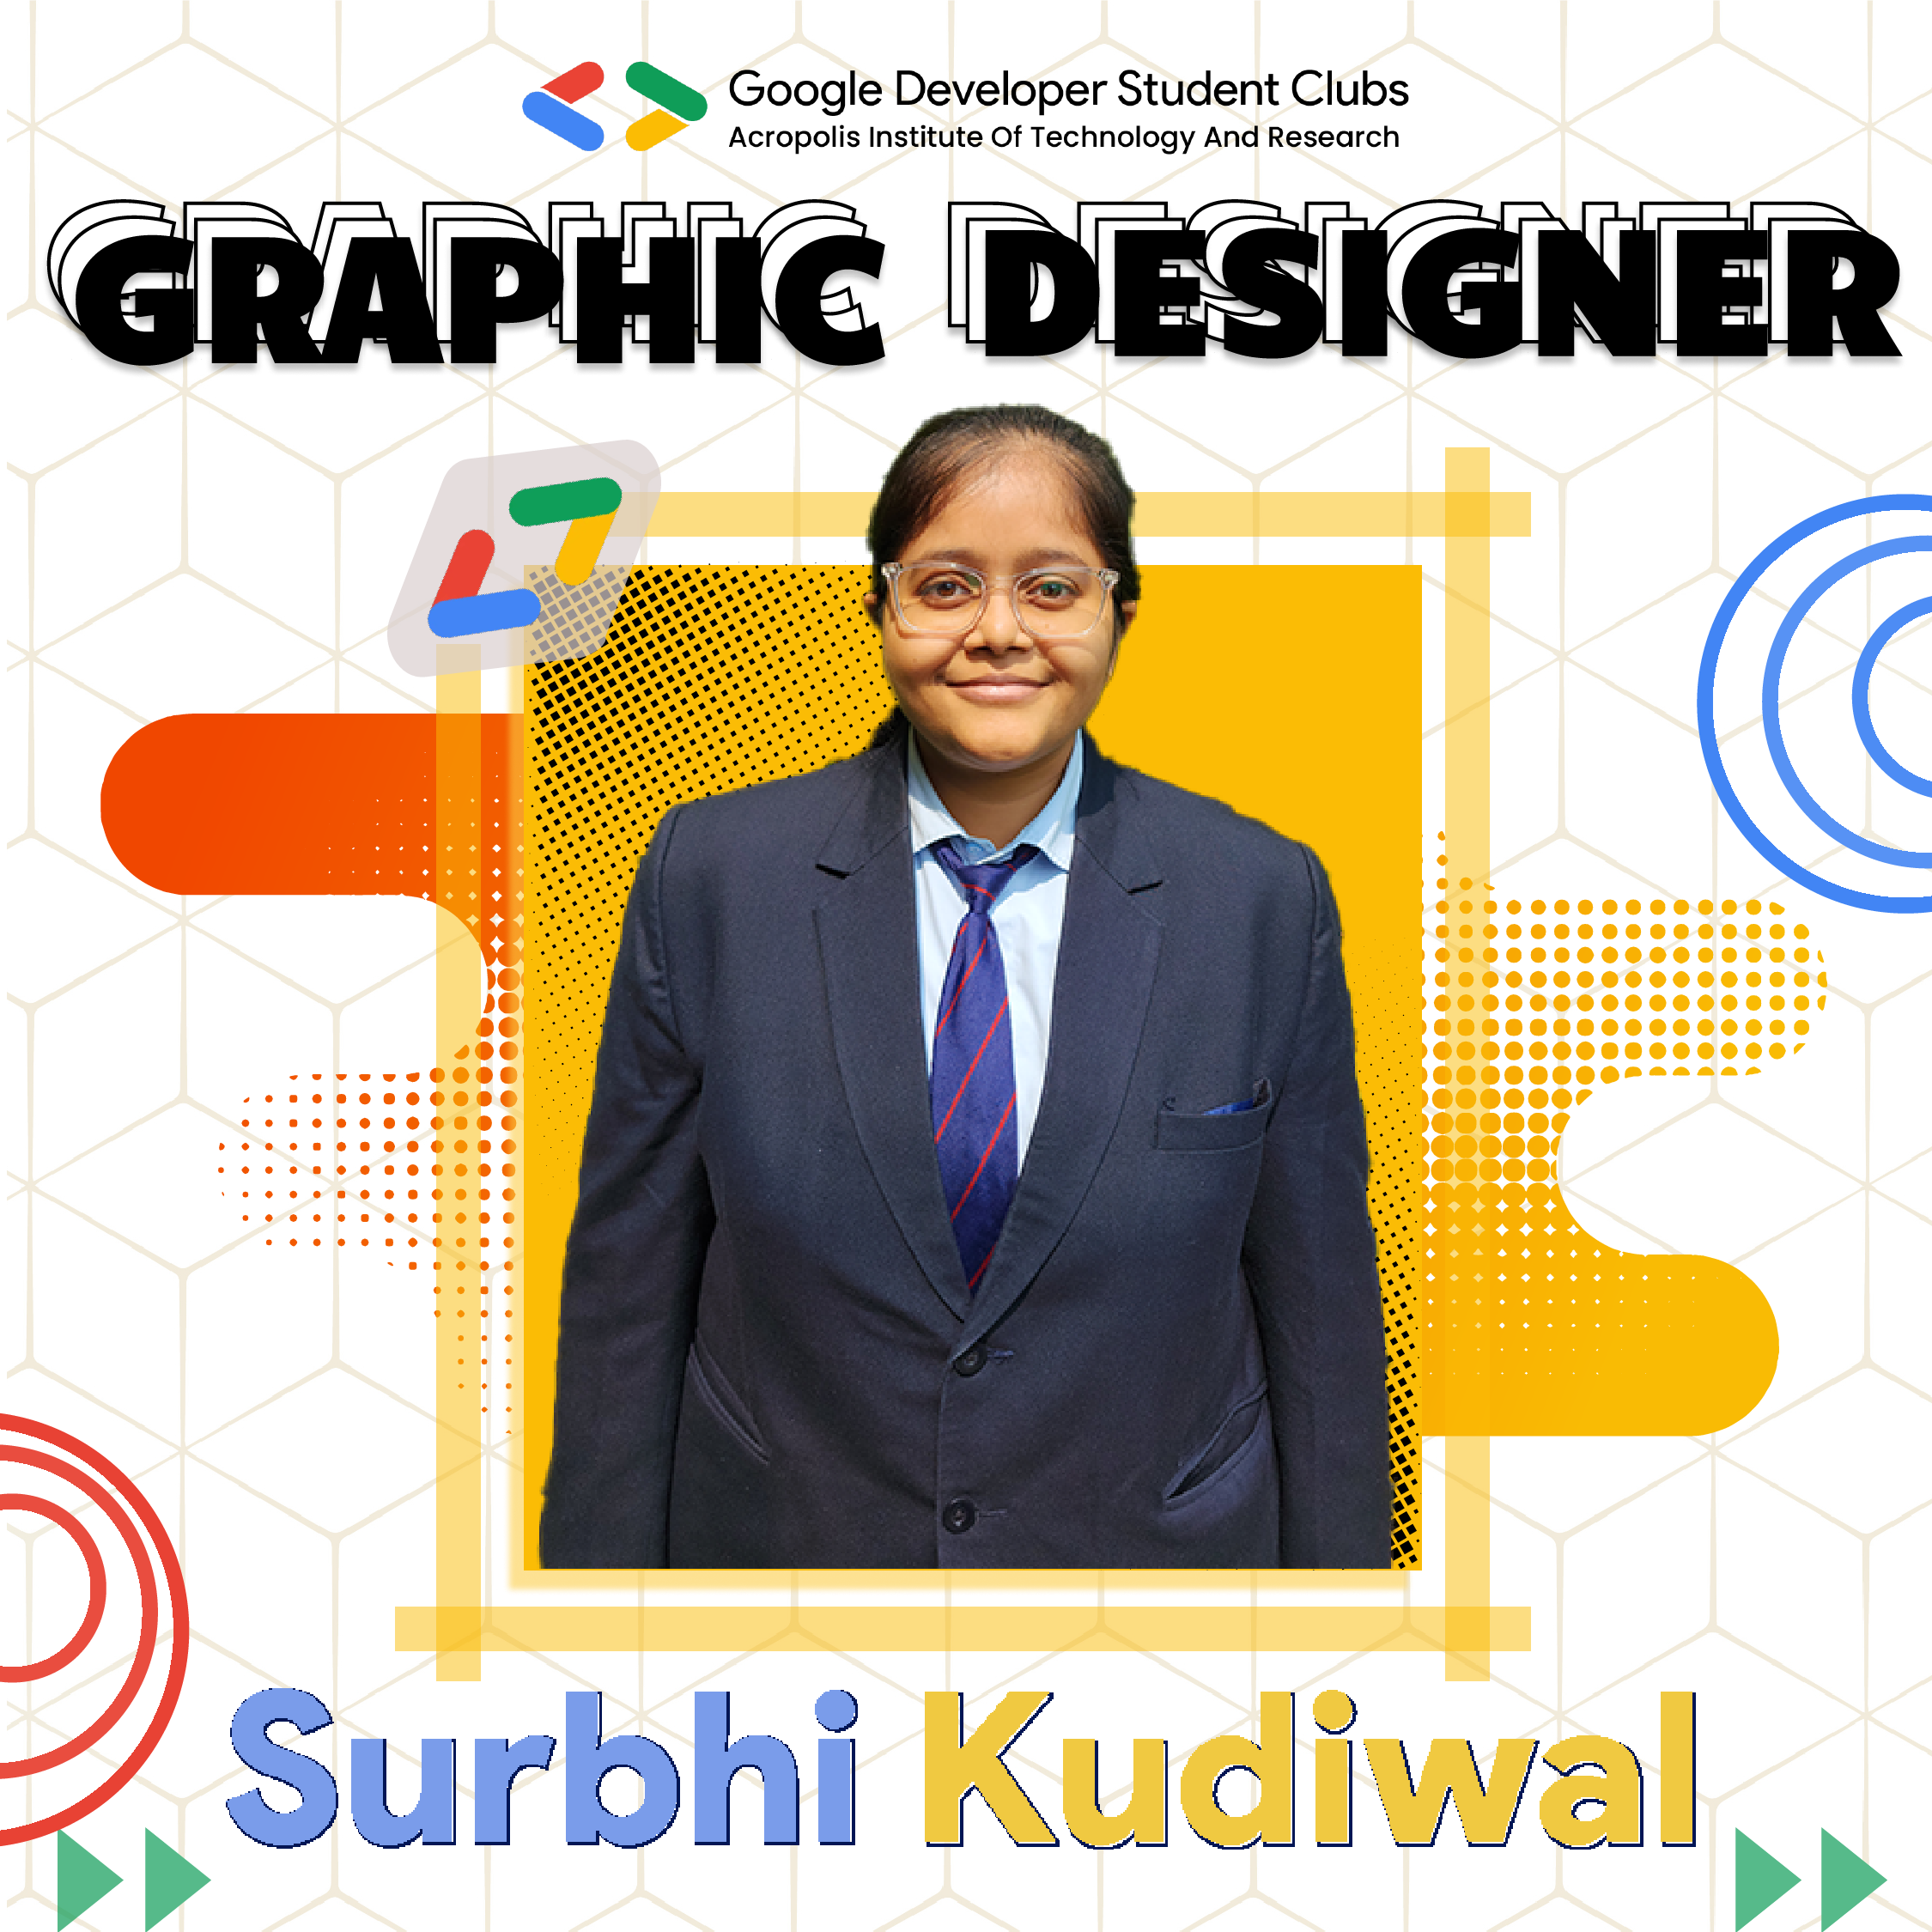 Google Developer Student Clubs
Acropolis Institute Of Technology And Research
GRAPHIC DESIGNER
Surbhi Kudiwal